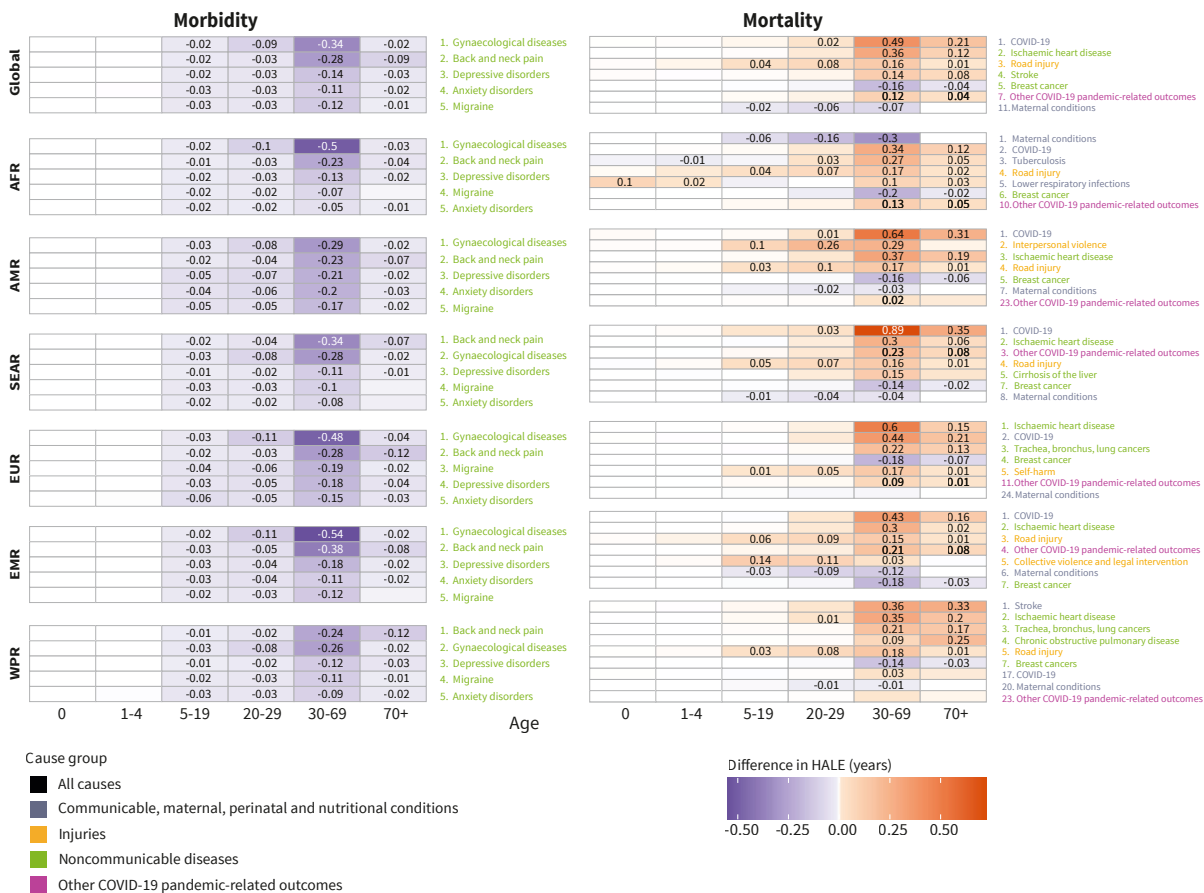 Morbidity
Mortality
Global
-0.02 -0.09 -0.34 -0.02 1. Gynaecological diseases
-0.02 -0.03 -0.28 -0.09 2. Back and neck pain
-0.02 -0.03 -0.14 -0.03 3. Depressive disorders
-0.03 -0.03 -0.11 -0.02 4. Anxiety disorders
-0.03 -0.03 -0.12 -0.01 5. Migraine
0.02 0.49 0.21 1. COVID-19
0.36 0.12 2. Ischaemic heart disease
0.04 0.08 0.16 0.01 3. Road injury
0.14 0.08 4. Stroke
-0.16 -0.04 5. Breast cancer
0.12 0.04 7. Other COVID-19 pandemic-related outcomes
-0.02 -0.06 -0.07 11. Maternal conditions
AFR
-0.02 -0.1 -0.5 -0.03 1. Gynaecological diseases
-0.01 -0.03 -0.23 -0.04 2. Back and neck pain
-0.02 -0.03 -0.13 -0.02 3. Depressive disorders
-0.02 -0.02 -0.07 4. Migraine
-0.02 -0.02 -0.05 -0.01 5. Anxiety disorders
-0.06 -0.16 -0.3 1. Maternal conditions
0.34 0.12 2. COVID-19
-0.01 0.03 0.27 0.05 3. Tuberculosis
0.04 0.07 0.17 0.02 4. Road injury
0.1 0.02 0.1 0.03 5. Lower respiratory infections
-0.2 -0.02 6. Breast cancer
0.13 0.05 10. Other COVID-19 pandemic-related outcomes
AMR
-0.03 -0.08 -0.29 -0.02 1. Gynaecological diseases
-0.02 -0.04 -0.23 -0.07 2. Back and neck pain
-0.05 -0.07 -0.21 -0.02 3. Depressive disorders
-0.04 -0.06 -0.2 -0.03 4. Anxiety disorders
-0.05 -0.05 -0.17 -0.02 5. Migraine
0.01 0.64 0.31 1. COVID-19
0.1 0.26 0.29 2. Interpersonal violence
0.37 0.19 3. Ischaemic heart disease
0.03 0.1 0.17 0.01 4. Road injury
-0.16 -0.06 5. Breast cancer
-0.02 -0.03 7. Maternal conditions
0.02 23. Other COVID-19 pandemic-related outcomes
SEAR
-0.02 -0.04 -0.34 -0.07 1. Back and neck pain
-0.03 -0.08 -0.28 -0.02 2. Gynaecological diseases
-0.01 -0.02 -0.11 -0.01 3. Depressive disorders
-0.03 -0.03 -0.1 4. Migraine
-0.02 -0.02 -0.08 5. Anxiety disorders
0.03 0.89 0.35 1. COVID-19
0.3 0.06 2. Ischaemic heart disease
0.23 0.08 3. Other COVID-19 pandemic-related outcomes
0.05 0.07 0.16 0.01 4. Road injury
0.15 5. Cirrhosis of the liver
-0.14 -0.02 7. Breast cancer
-0.01 -0.04 -0.04 8. Maternal conditions
EUR
-0.03 -0.11 -0.48 -0.04 1. Gynaecological diseases
-0.02 -0.03 -0.28 -0.12 2. Back and neck pain
-0.04 -0.06 -0.19 -0.02 3. Migraine
-0.03 -0.05 -0.18 -0.04 4. Depressive disorders
-0.06 -0.05 -0.15 -0.03 5. Anxiety disorders
0.6 0.15 1. Ischaemic heart disease
0.44 0.21 2. COVID-19
0.22 0.13 3. Trachea, bronchus, lung cancers
-0.18 -0.07 4. Breast cancer
0.01 0.05 0.17 0.01 5. Self-harm
0.09 0.01 11. Other COVID-19 pandemic-related outcomes
24. Maternal conditions
EMR
-0.02 -0.11 -0.54 -0.02 1. Gynaecological diseases
-0.03 -0.05 -0.38 -0.08 2. Back and neck pain
-0.03 -0.04 -0.18 -0.02 3. Depressive disorders
-0.03 -0.04 -0.11 -0.02 4. Anxiety disorders
-0.02 -0.03 -0.12 5. Migraine
0.43 0.16 1. COVID-19
0.3 0.02 2. Ischaemic heart disease
0.06 0.09 0.15 0.01 3. Road injury
0.21 0.08 4. Other COVID-19 pandemic-related outcomes
0.14 0.11 0.03 5. Collective violence and legal intervention
-0.03 -0.09 -0.12 6. Maternal conditions
-0.18 -0.03 7. Breast cancer
WPR
-0.01 -0.02 -0.24 -0.12 1. Back and neck pain
-0.03 -0.08 -0.26 -0.02 2. Gynaecological diseases
-0.01 -0.02 -0.12 -0.03 3. Depressive disorders
-0.02 -0.03 -0.11 -0.01 4. Migraine
-0.03 -0.03 -0.09 -0.02 5. Anxiety disorders
0.36 0.33 1. Stroke
0.01 0.35 0.2 2. Ischaemic heart disease
0.21 0.17 3. Trachea, bronchus, lung cancers
0.09 0.25 4. Chronic obstructive pulmonary disease
0.03 0.08 0.18 0.01 5. Road injury
-0.14 -0.03 7. Breast cancers
0.03 17. COVID-19
-0.01 -0.01 20. Maternal conditions
23. Other COVID-19 pandemic-related outcomes
0 1-4 5-19 20-29 30-69 70+
Age
0 1-4 5-19 20-29 30-69 70+
Cause group
All causes
Communicable, maternal, perinatal and nutritional conditions
Injuries
Noncommunicable diseases
Other COVID-19 pandemic-related outcomes
Difference in HALE (years)
-0.50 -0.25 0.00 0.25 0.50